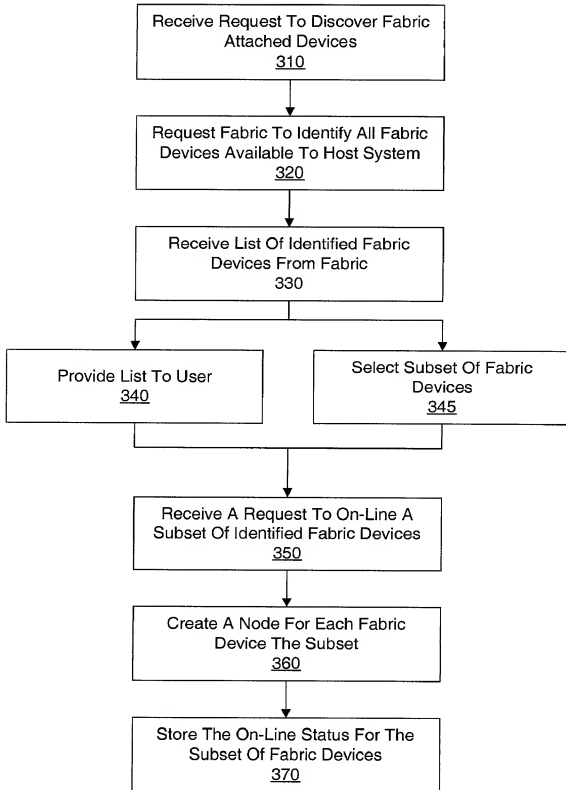 Receive Request To Discover Fabric
Attached Devices
310
Request Fabric To Identify All Fabric
Devices Available To Host System
320
Receive List Of Identified Fabric
Devices From Fabric
330
Provide List To User
340
Select Subset Of Fabric
Devices
345
Receive A Request To On-Line A
Subset Of Identified Fabric Devices
350
Create A Node For Each Fabric
Device The Subset
360
Store The On-Line Status For The
Subset Of Fabric Devices
370